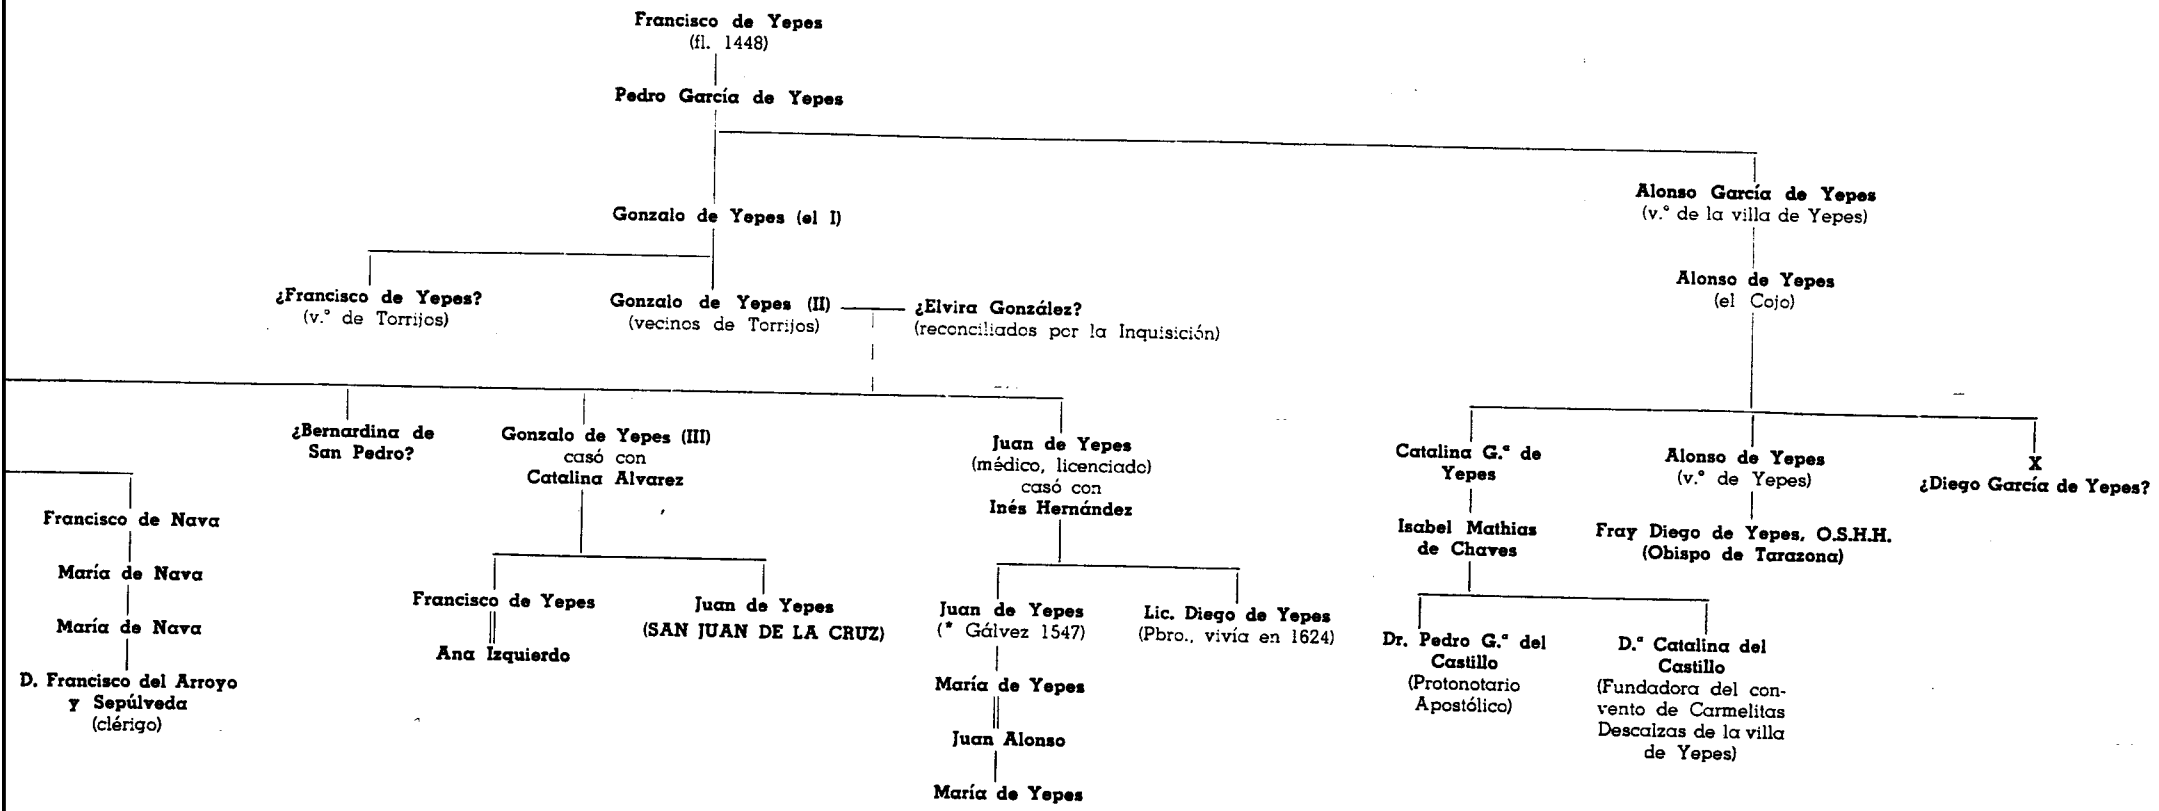 Francisco de Yepes
(fl. 1448)
Pedro García de Yepes
Gonzalo de Yepes (el I)
Alonso García de Yepes
(v.º de la villa de Yepes)
Alonso de Yepes
(el Cojo)
¿Francisco de Yepes?
(v.º de Torrijos)
Gonzalo de Yepes (II)
(vecinos de Torrijos)
¿Elvira González?
(reconciliados por la Inquisición)
¿Bernardina de
San Pedro?
Gonzalo de Yepes (III)
casó con
Catalina Alvarez
Juan de Yepes
(médico, licenciado)
casó con
Inés Hernández
Catalina G.ª de
Yepes
Alonso de Yepes
(v.º de Yepes)
X
¿Diego García de Yepes?
Francisco de Nava
María de Nava
María de Nava
D. Francisco del Arroyo
y Sepúlveda
(clérigo)
Francisco de Yepes
Ana Izquierdo
Juan de Yepes
(SAN JUAN DE LA CRUZ)
Juan de Yepes
(* Gálvez 1547)
María de Yepes
Juan Alonso
María de Yepes
Lic. Diego de Yepes
(Pbro., vivía en 1624)
Isabel Mathias
de Chaves
Fray Diego de Yepes, O.S.H.H.
(Obispo de Tarazona)
Dr. Pedro G.ª del
Castillo
(Protonotario
Apostólico)
D.ª Catalina del
Castillo
(Fundadora del con-
vento de Carmelitas
Descalzas de la villa
de Yepes)